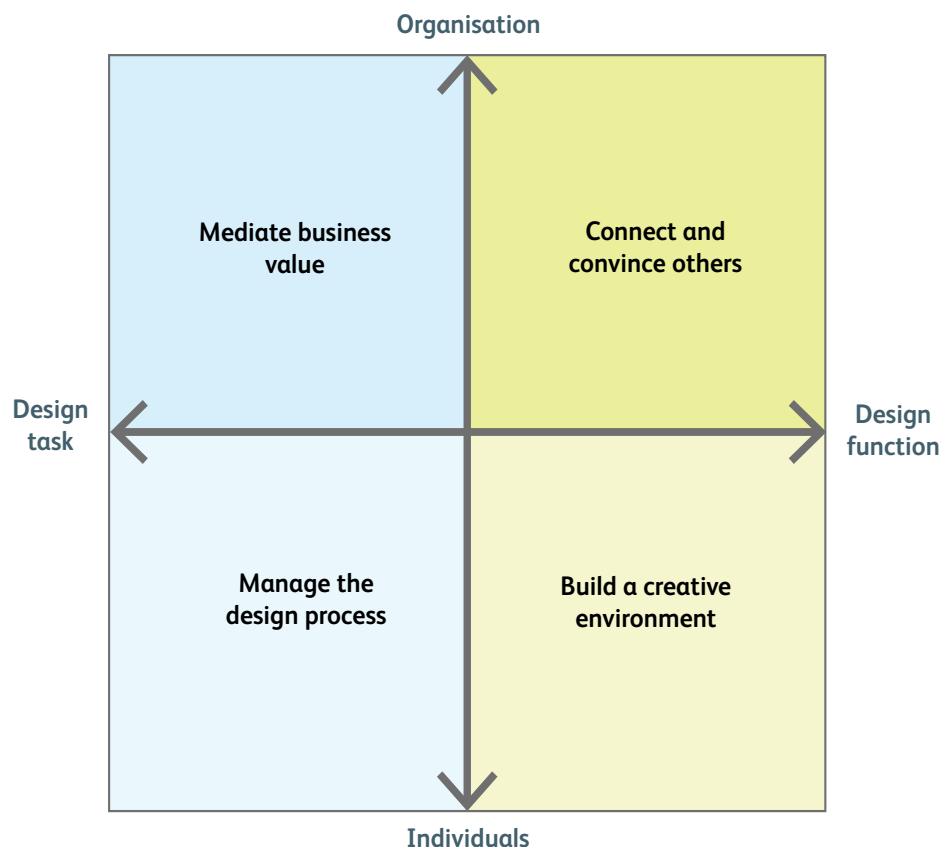 Organisation
Mediate business
value
Connect and
convince others
Design
task
Design
function
Manage the
design process
Build a creative
environment
Individuals